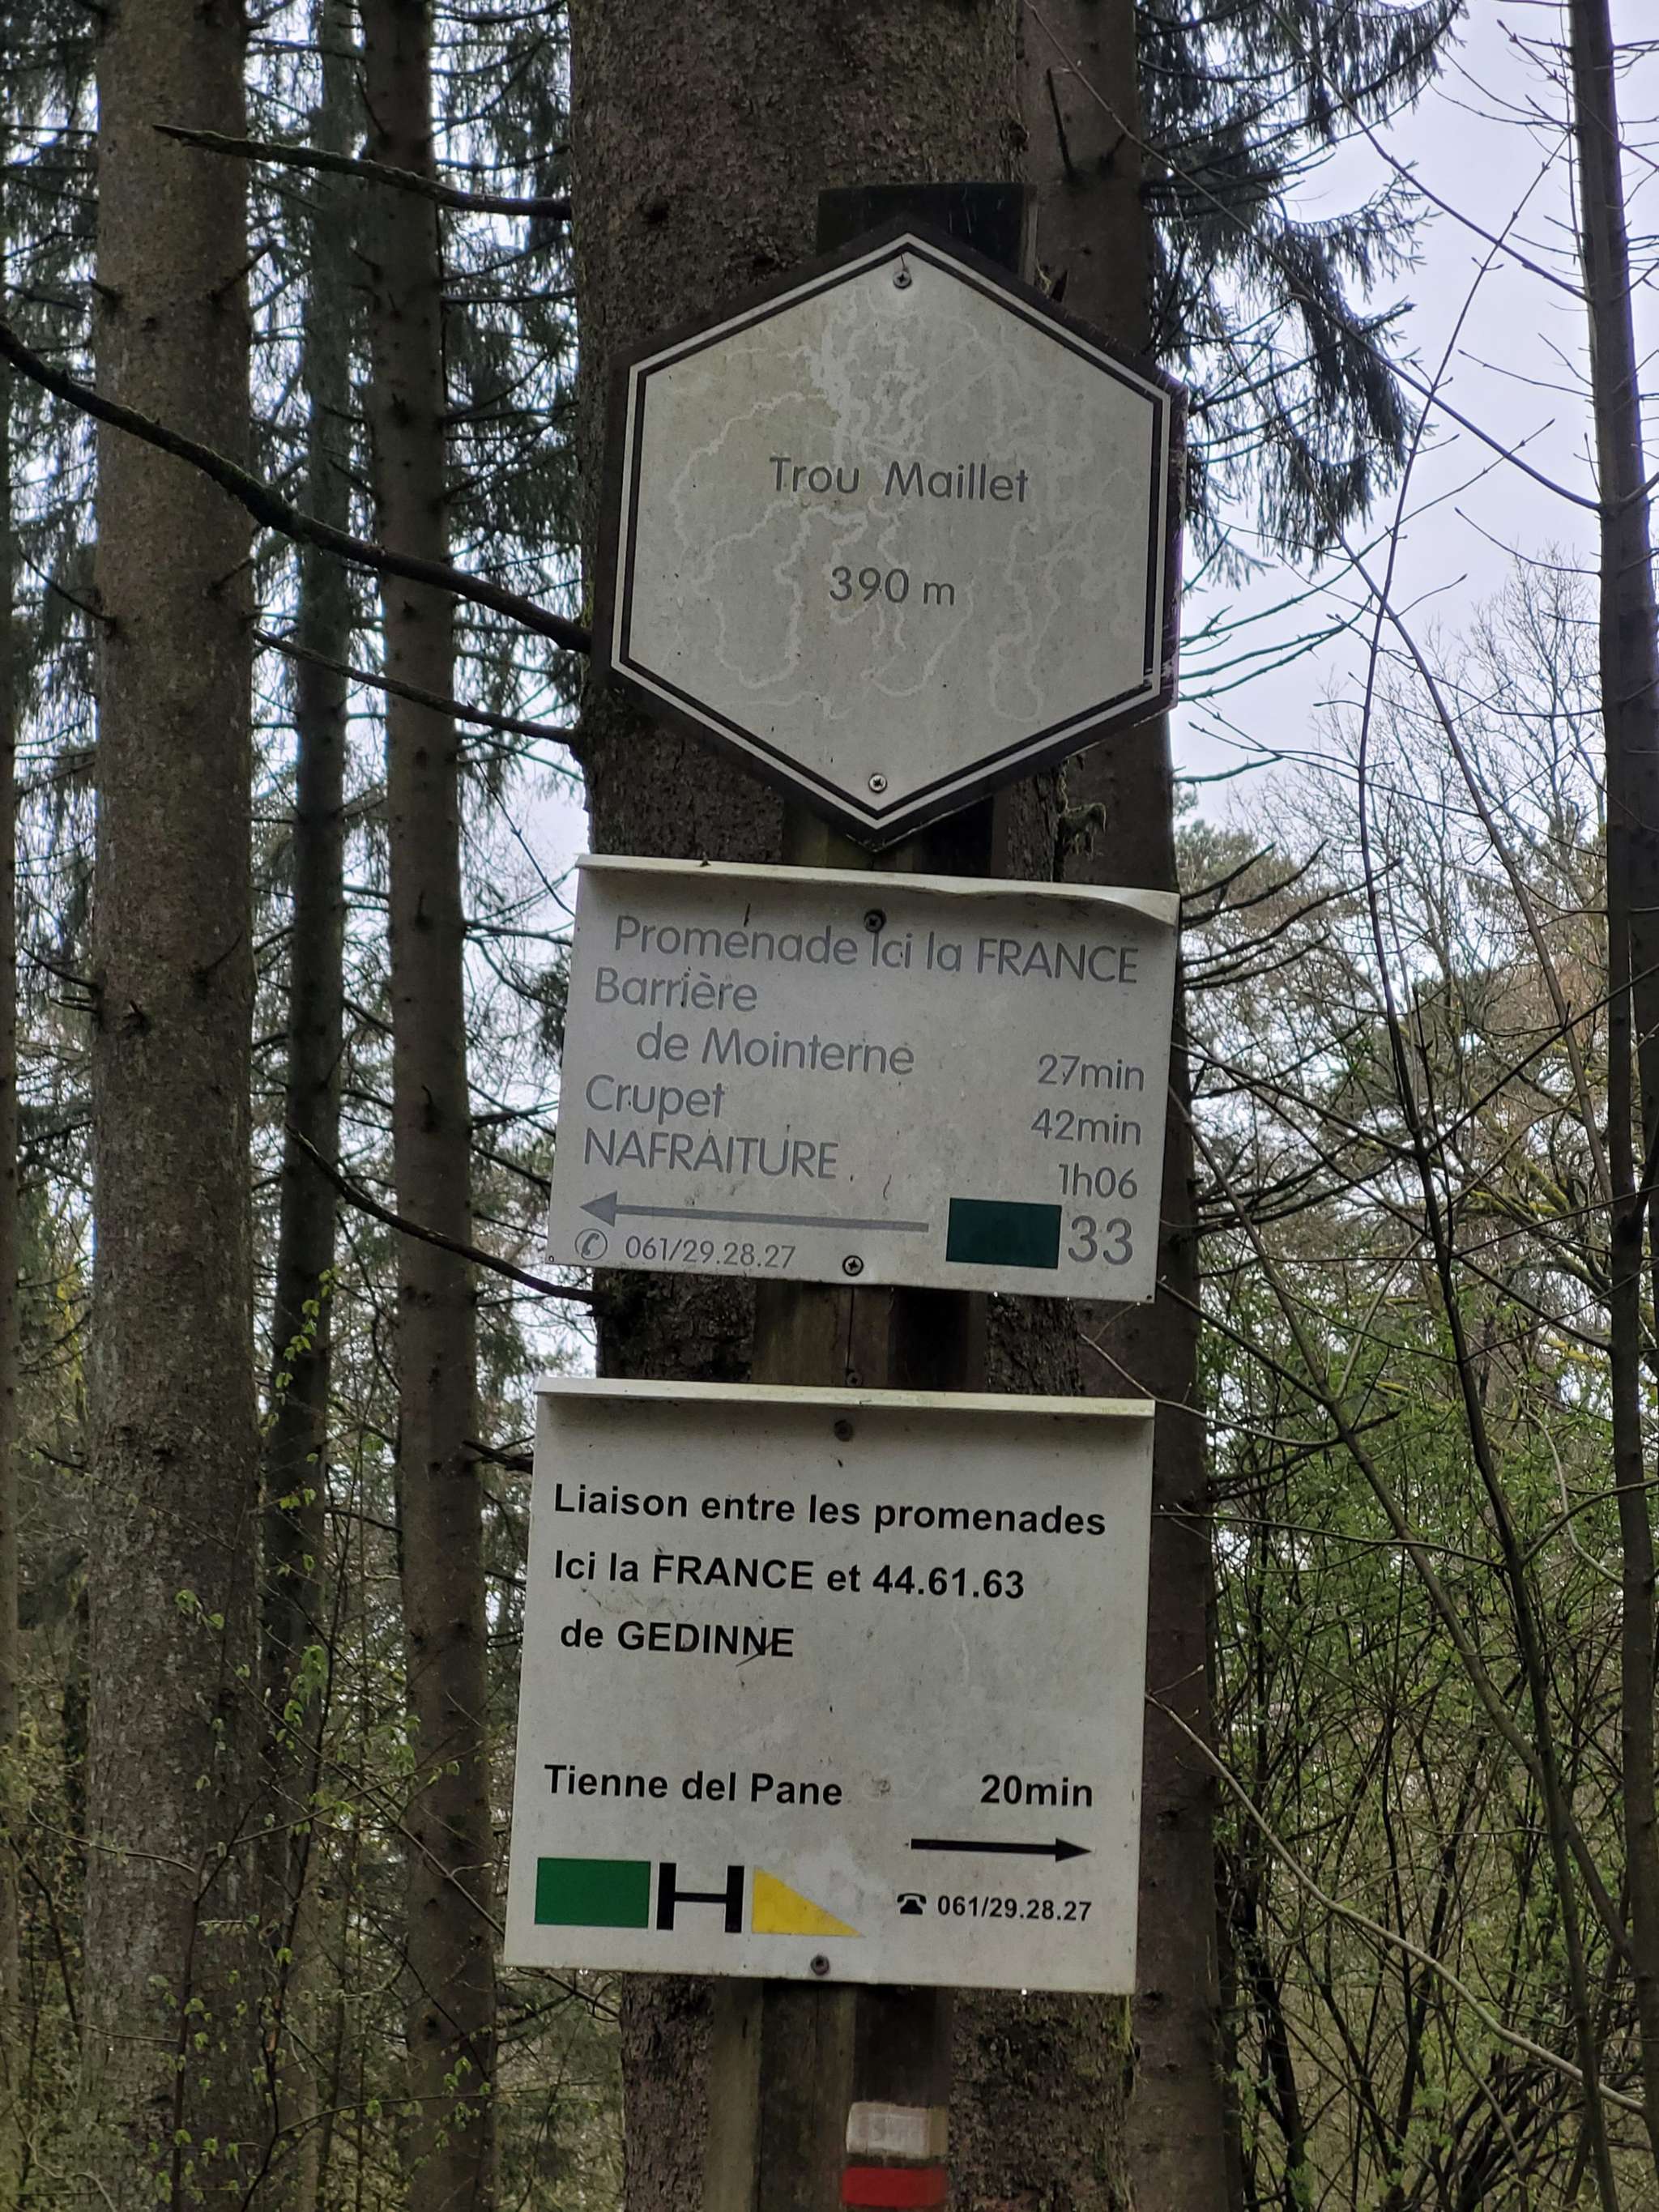 Trou Maillet
390 m
Promenade Ici la FRANCE
Barrière
de Mointerne 27min
Crupet 42min
NAFRAITURE 1h06
33
061/29.28.27
Liaison entre les promenades
Ici la FRANCE et 44.61.63
de GEDINNE
Tienne del Pane 20min
H
061/29.28.27